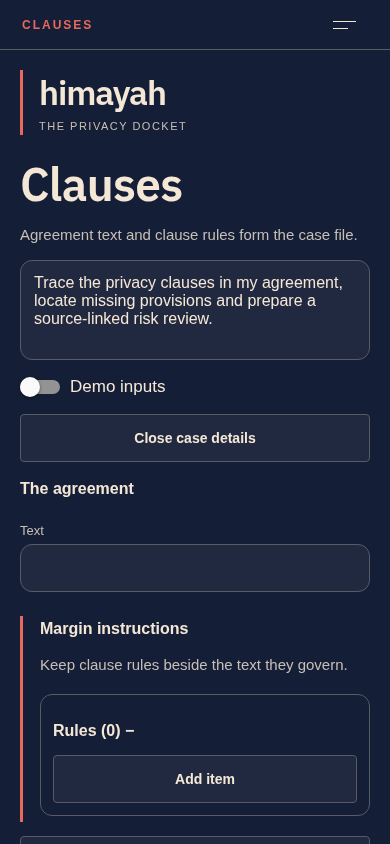 CLAUSES
himayah
THE PRIVACY DOCKET
Clauses
Agreement text and clause rules form the case file.
Trace the privacy clauses in my agreement,
locate missing provisions and prepare a
source-linked risk review.
Demo inputs
Close case details
The agreement
Text
Margin instructions
Keep clause rules beside the text they govern.
Rules (0) −
Add item